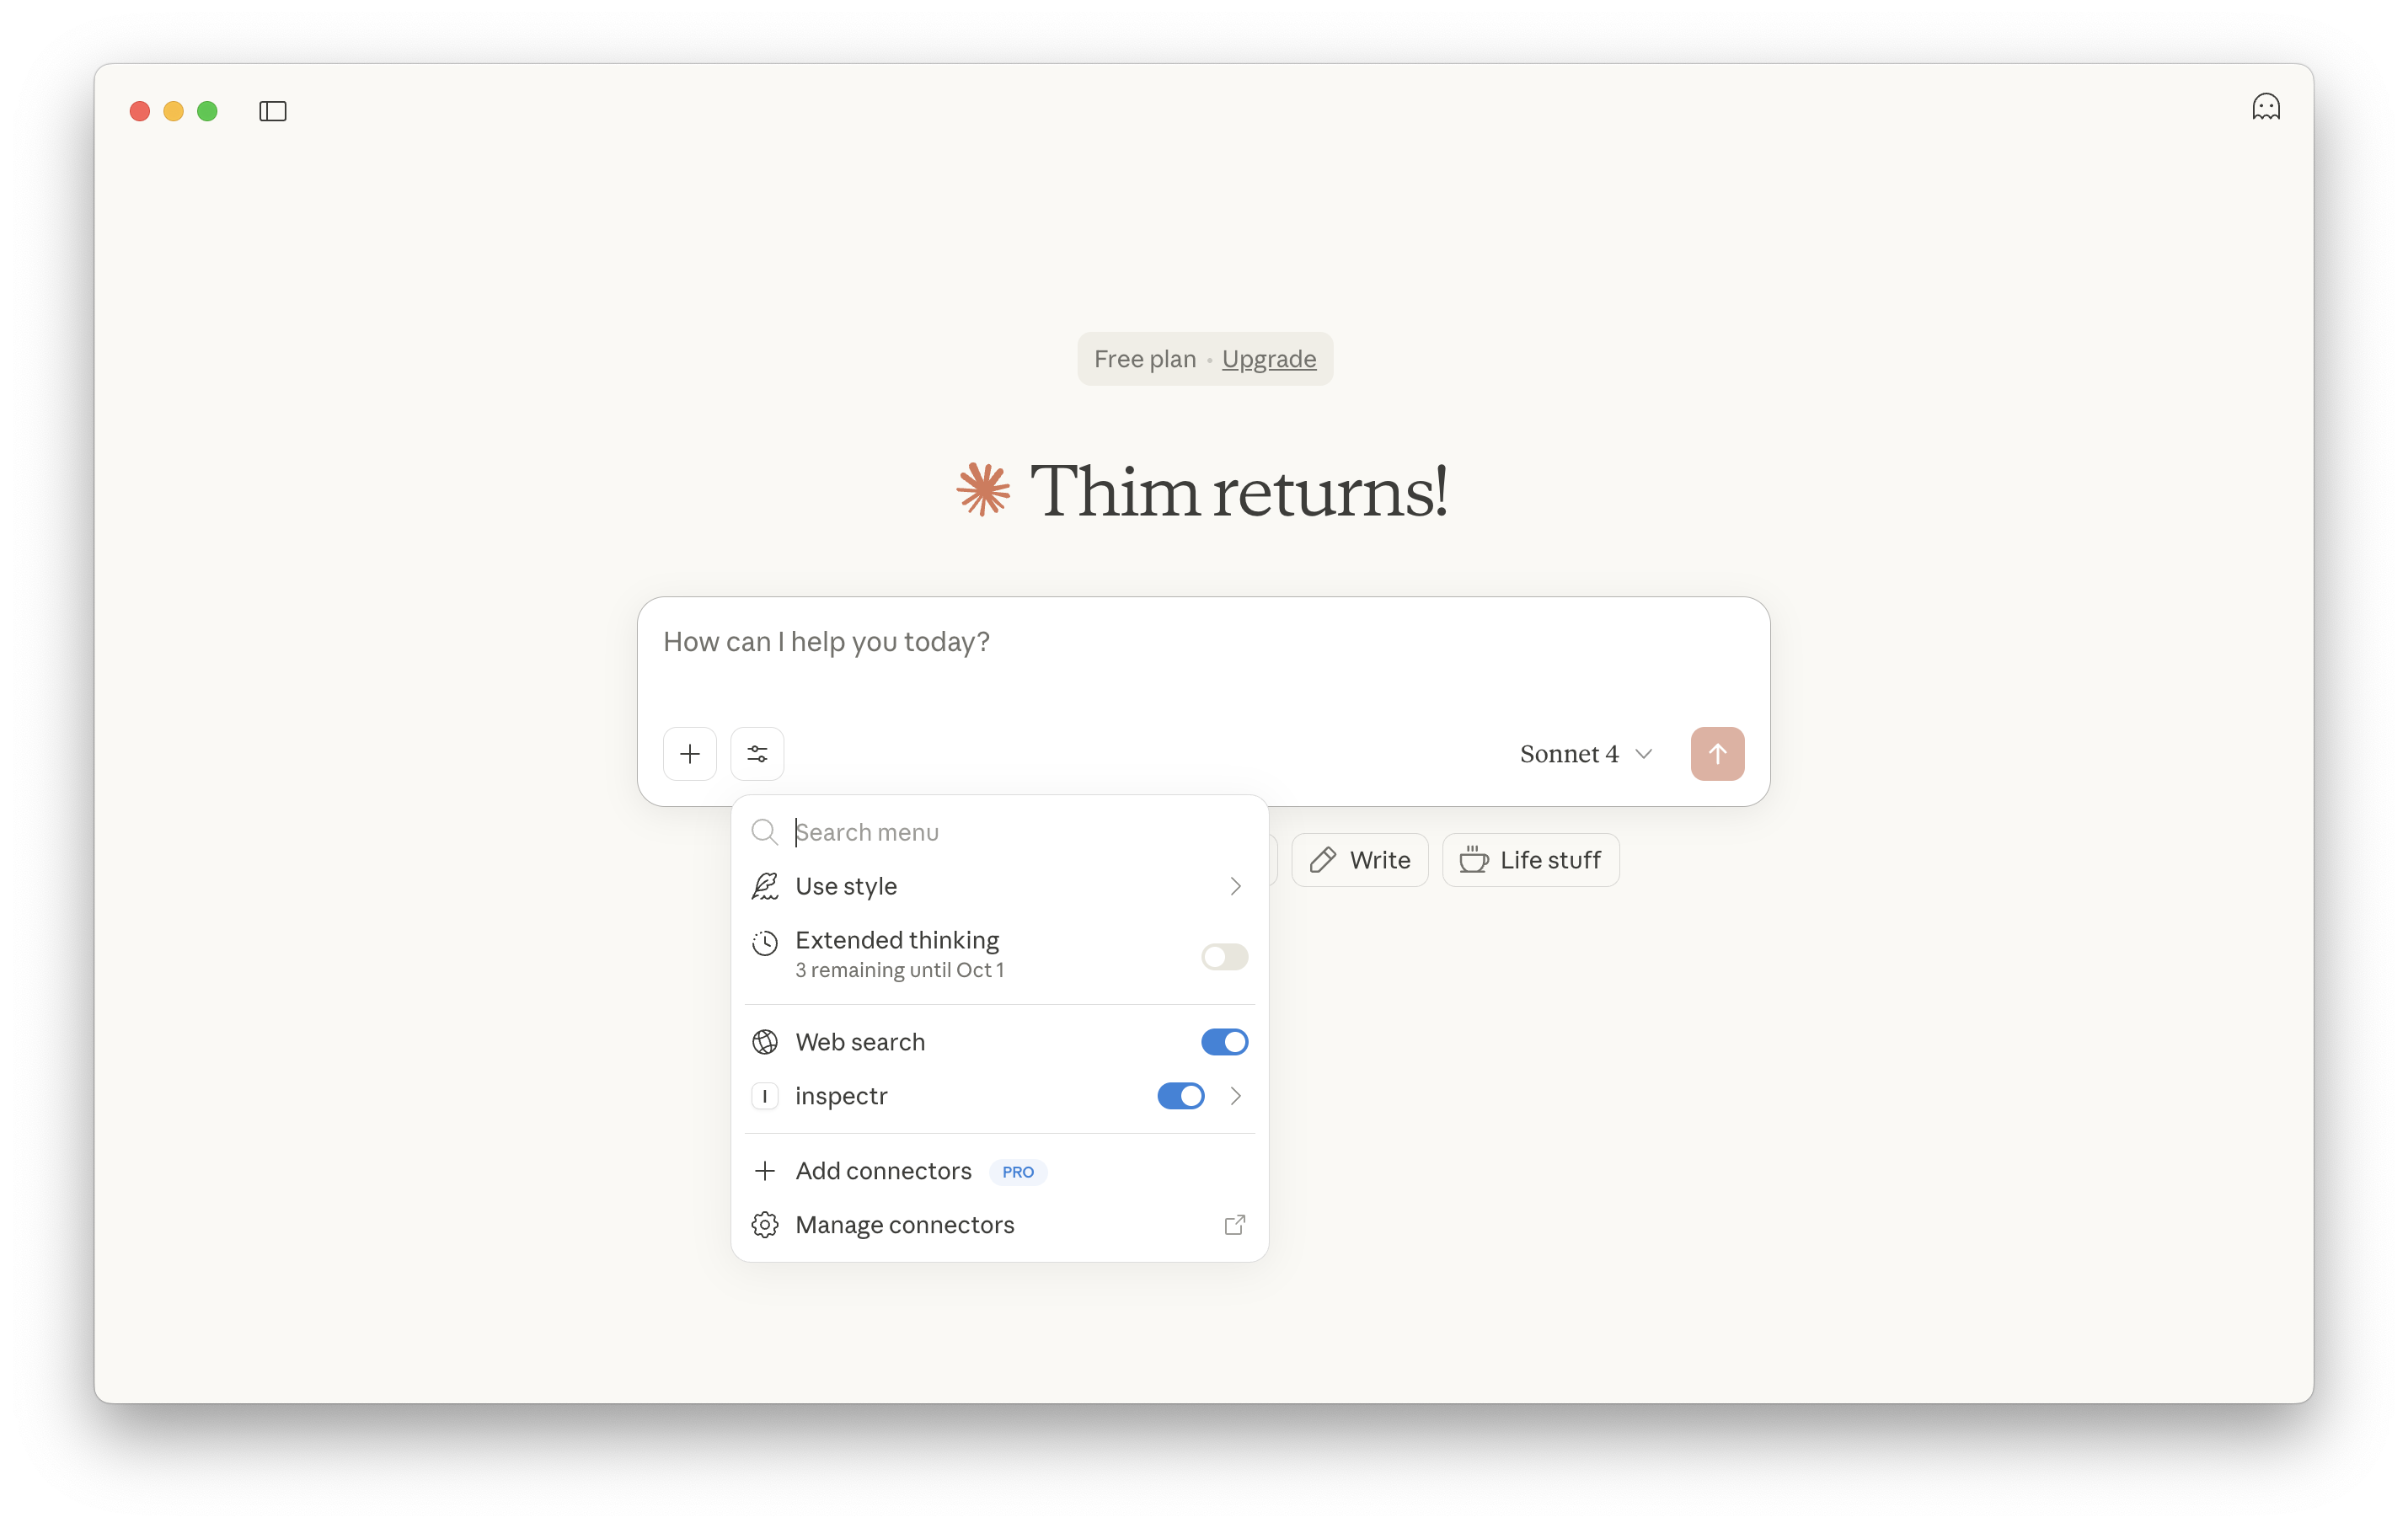 Free plan • Upgrade
Thim returns!
How can I help you today?
Sonnet 4
Search menu
Write
Life stuff
Use style
Extended thinking
3 remaining until Oct 1
Web search
I inspectr
Add connectors PRO
Manage connectors